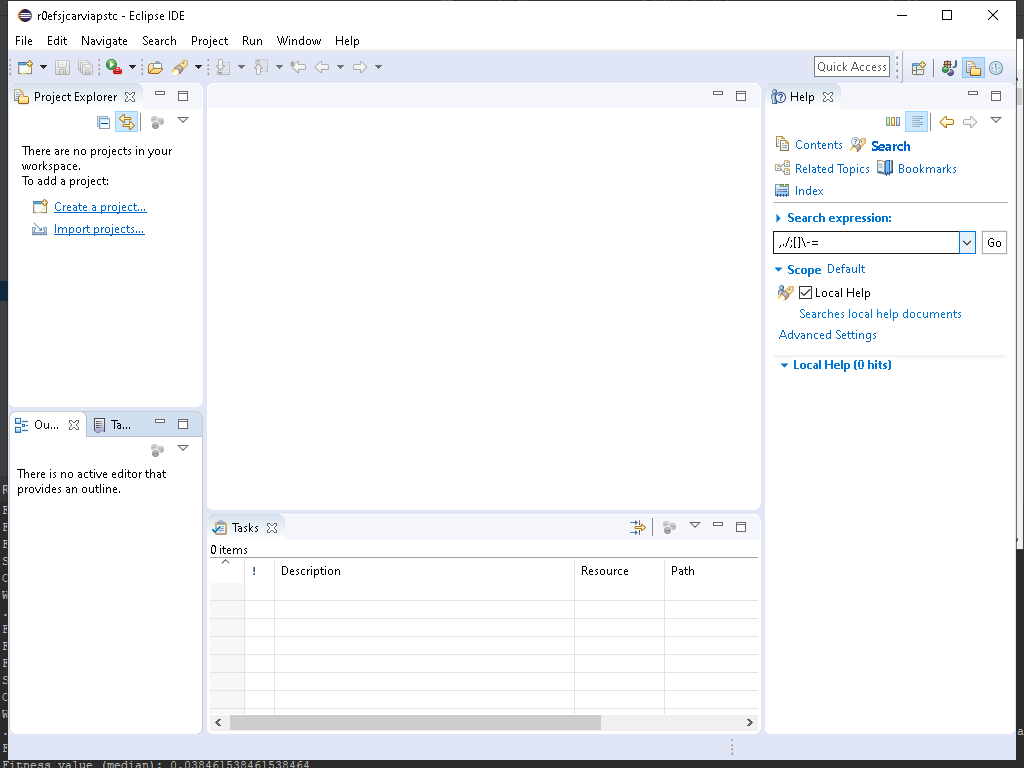 r0efsjcarviapstc - Eclipse IDE
File Edit Navigate Search Project Run Window Help
Quick Access
Project Explorer
There are no projects in your
workspace.
To add a project:
Create a project...
Import projects...
Ou...
Ta...
There is no active editor that
provides an outline.
Tasks
0 items
! Description Resource Path
Help
Contents Search
Related Topics Bookmarks
Index
Search expression:
,./;[]\-=
Go
Scope Default
Local Help
Searches local help documents
Advanced Settings
Local Help (0 hits)
Fitness value (median): 0.038461538461538464